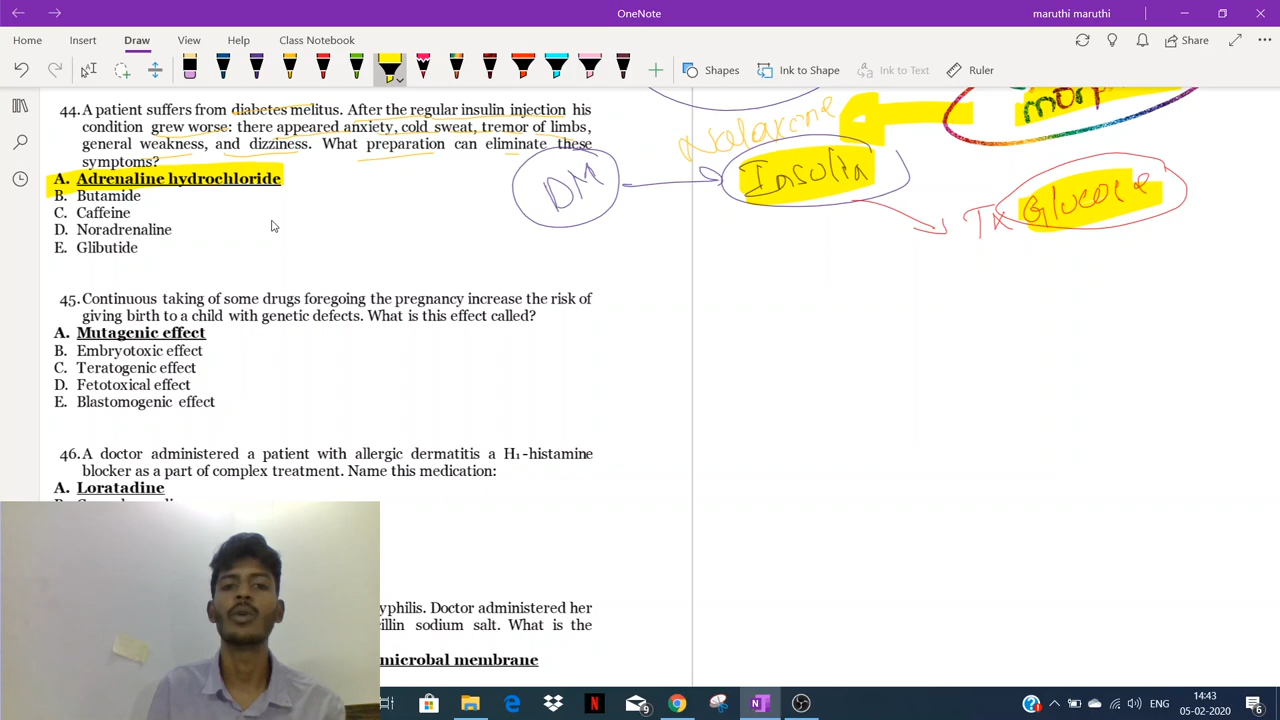 OneNote
maruthi maruthi
Home Insert Draw View Help Class Notebook
Share
Shapes
Ink to Shape
Ink to Text
Ruler
44. A patient suffers from diabetes melitus. After the regular insulin injection his
condition grew worse: there appeared anxiety, cold sweat, tremor of limbs,
general weakness, and dizziness. What preparation can eliminate these
symptoms?
A. Adrenaline hydrochloride
B. Butamide
C. Caffeine
D. Noradrenaline
E. Glibutide
Naloxone
DM
Insulin
Tx Glucose
45. Continuous taking of some drugs foregoing the pregnancy increase the risk of
giving birth to a child with genetic defects. What is this effect called?
A. Mutagenic effect
B. Embryotoxic effect
C. Teratogenic effect
D. Fetotoxical effect
E. Blastomogenic effect
46. A doctor administered a patient with allergic dermatitis a H1-histamine
blocker as a part of complex treatment. Name this medication:
A. Loratadine
yphilis. Doctor administered her
illin sodium salt. What is the
microbial membrane
9
ENG
14:43
05-02-2020
6